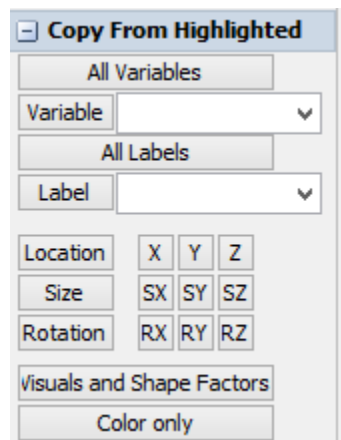 Copy From Highlighted
All Variables
Variable
All Labels
Label
Location X Y Z
Size SX SY SZ
Rotation RX RY RZ
Visuals and Shape Factors
Color only